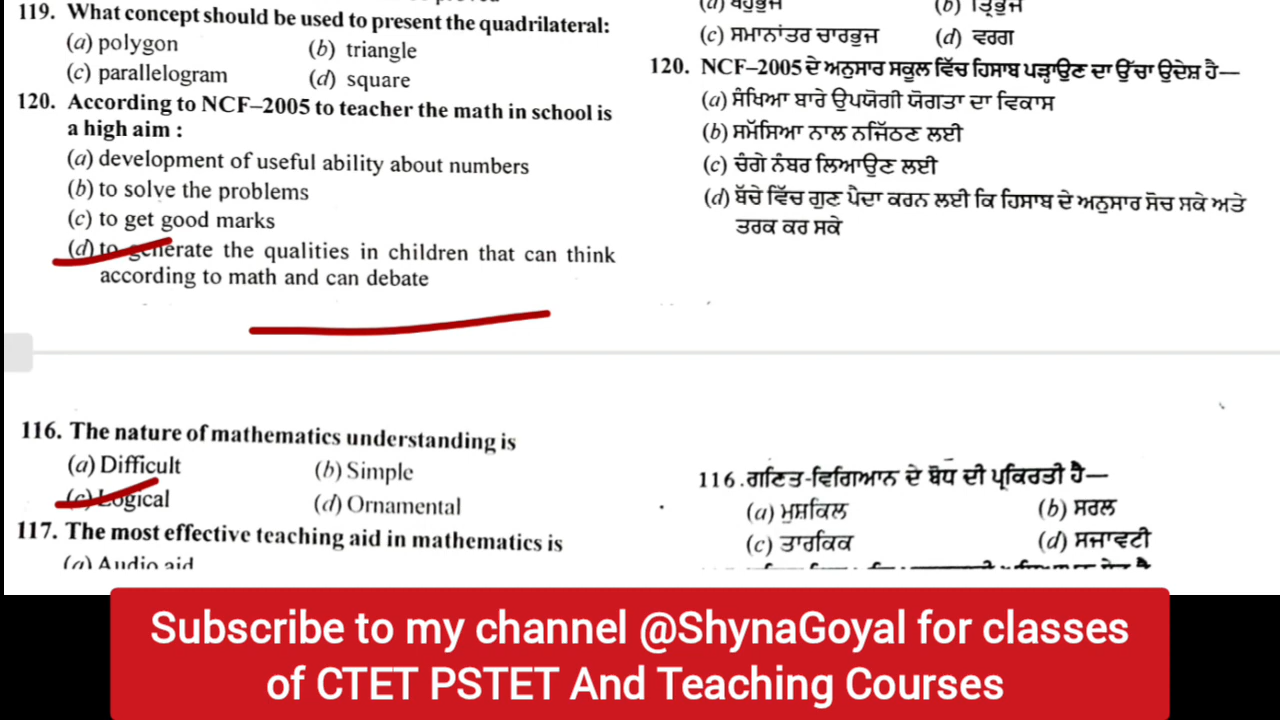 119. What concept should be used to present the quadrilateral:
(a) polygon (b) triangle
(c) parallelogram (d) square
120. According to NCF–2005 to teacher the math in school is
a high aim :
(a) development of useful ability about numbers
(b) to solve the problems
(c) to get good marks
(d) to generate the qualities in children that can think
according to math and can debate
(a) ਬਹੁਭੁਜ (b) ਤ੍ਰਿਭੁਜ
(c) ਸਮਾਨਾਂਤਰ ਚਾਰਭੁਜ (d) ਵਰਗ
120. NCF–2005 ਦੇ ਅਨੁਸਾਰ ਸਕੂਲ ਵਿੱਚ ਹਿਸਾਬ ਪੜ੍ਹਾਉਣ ਦਾ ਉੱਚਾ ਉਦੇਸ਼ ਹੈ—
(a) ਸੰਖਿਆ ਬਾਰੇ ਉਪਯੋਗੀ ਯੋਗਤਾ ਦਾ ਵਿਕਾਸ
(b) ਸਮੱਸਿਆ ਨਾਲ ਨਜਿੱਠਣ ਲਈ
(c) ਚੰਗੇ ਨੰਬਰ ਲਿਆਉਣ ਲਈ
(d) ਬੱਚੇ ਵਿੱਚ ਗੁਣ ਪੈਦਾ ਕਰਨ ਲਈ ਕਿ ਹਿਸਾਬ ਦੇ ਅਨੁਸਾਰ ਸੋਚ ਸਕੇ ਅਤੇ
ਤਰਕ ਕਰ ਸਕੇ
116. The nature of mathematics understanding is
(a) Difficult (b) Simple
(c) Logical (d) Ornamental
117. The most effective teaching aid in mathematics is
(a) Audio aid
116. ਗਣਿਤ-ਵਿਗਿਆਨ ਦੇ ਬੋਧ ਦੀ ਪ੍ਰਕਿਰਤੀ ਹੈ—
(a) ਮੁਸ਼ਕਿਲ (b) ਸਰਲ
(c) ਤਾਰਕਿਕ (d) ਸਜਾਵਟੀ
Subscribe to my channel @ShynaGoyal for classes
of CTET PSTET And Teaching Courses